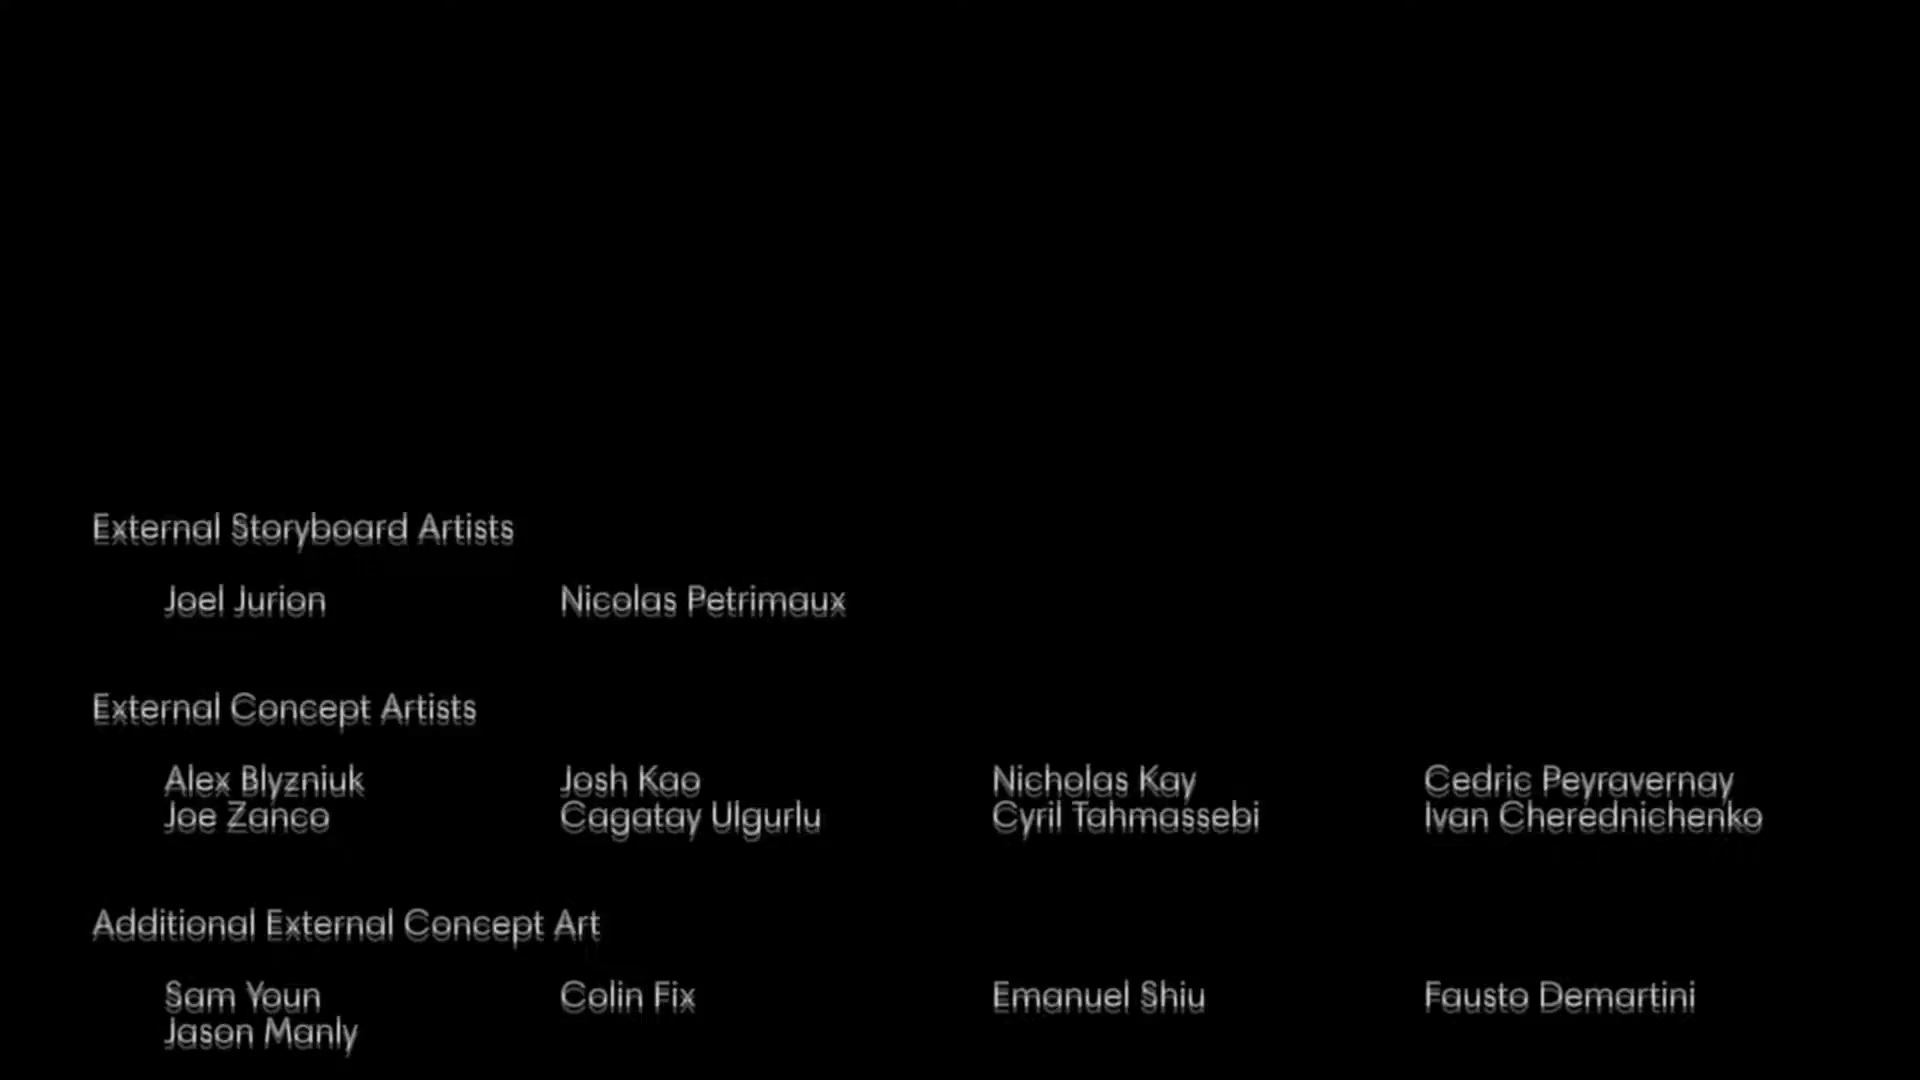 External Storyboard Artists
Joel Jurion Nicolas Petrimaux
External Concept Artists
Alex Blyzniuk Josh Kao Nicholas Kay Cedric Peyravernay
Joe Zanco Cagatay Ulgurlu Cyril Tahmassebi Ivan Cherednichenko
Additional External Concept Art
Sam Youn Colin Fix Emanuel Shiu Fausto Demartini
Jason Manly